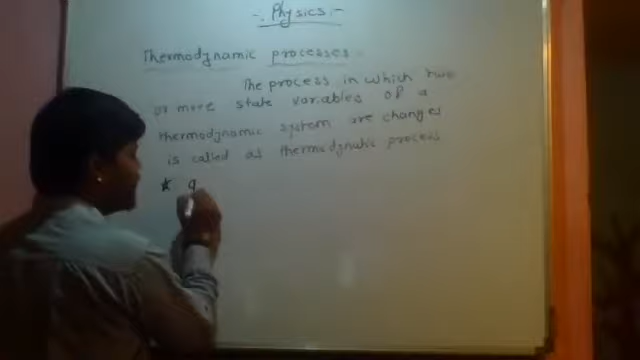 -. Physics. -
Thermodynamic processes
The process in which two
or more state variables of a
thermodynamic system are changes
is called as thermodynatic process
* q